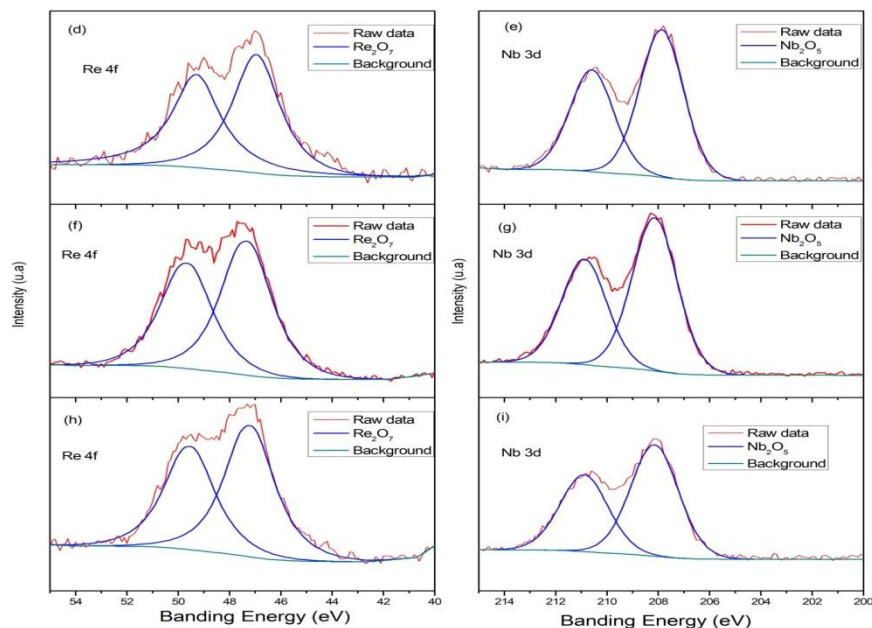 (d)
Re 4f
Raw data
Re₂O₇
Background
(e)
Nb 3d
Raw data
Nb₂O₅
Background
(f)
Re 4f
Raw data
Re₂O₇
Background
(g)
Nb 3d
Raw data
Nb₂O₅
Background
(h)
Re 4f
Raw data
Re₂O₇
Background
(i)
Nb 3d
Raw data
Nb₂O₅
Background
Intensity (u.a)
Intensity (u.a)
54 52 50 48 46 44 42 40
Banding Energy (eV)
214 212 210 208 206 204 202 200
Banding Energy (eV)